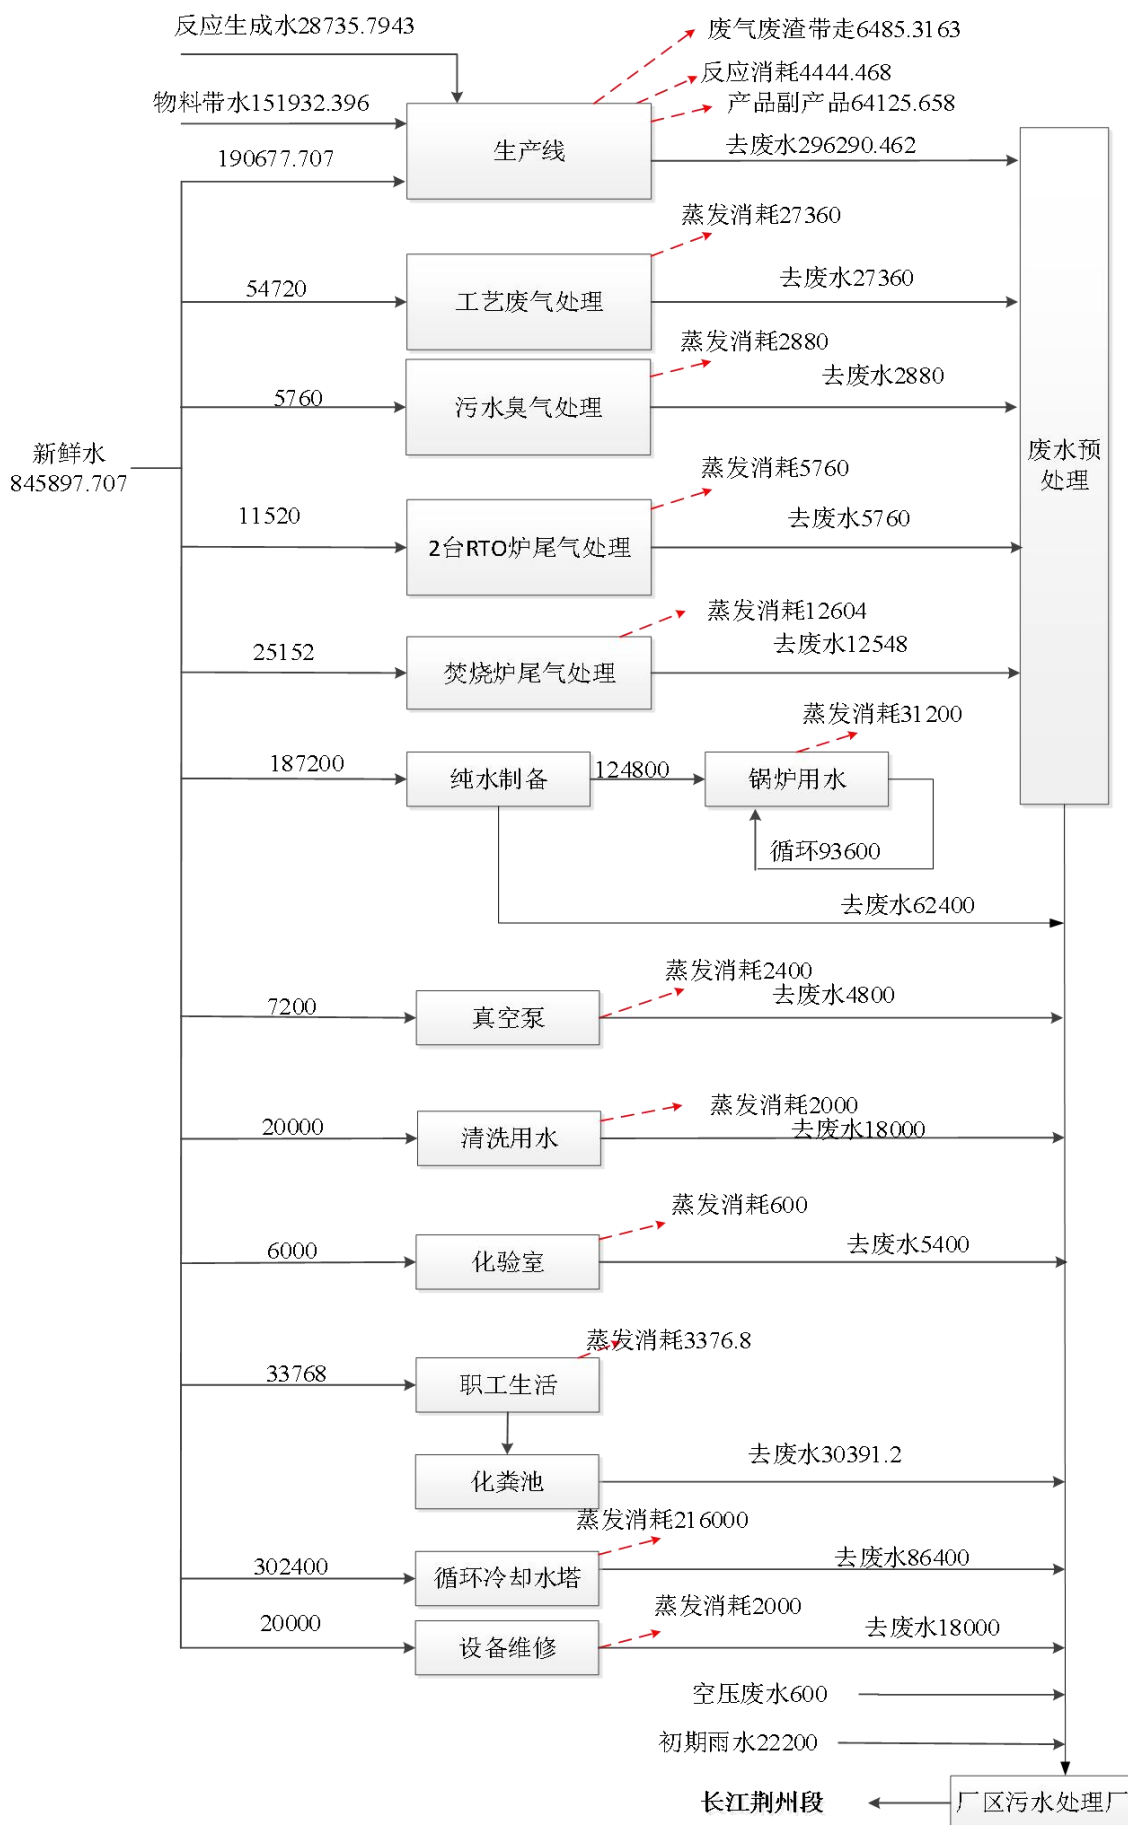 反应生成水28735.7943
废气废渣带走6485.3163
反应消耗4444.468
物料带水151932.396
产品副产品64125.658
生产线
去废水296290.462
190677.707
蒸发消耗27360
54720
工艺废气处理
去废水27360
蒸发消耗2880
5760
污水臭气处理
去废水2880
新鲜水
845897.707
废水预
处理
蒸发消耗5760
11520
2台RTO炉尾气处理
去废水5760
蒸发消耗12604
25152
焚烧炉尾气处理
去废水12548
蒸发消耗31200
187200
纯水制备
124800
锅炉用水
循环93600
去废水62400
蒸发消耗2400
7200
真空泵
去废水4800
蒸发消耗2000
20000
清洗用水
去废水18000
蒸发消耗600
6000
化验室
去废水5400
蒸发消耗3376.8
33768
职工生活
化粪池
去废水30391.2
蒸发消耗216000
302400
循环冷却水塔
去废水86400
蒸发消耗2000
20000
设备维修
去废水18000
空压废水600
初期雨水22200
长江荆州段
厂区污水处理厂